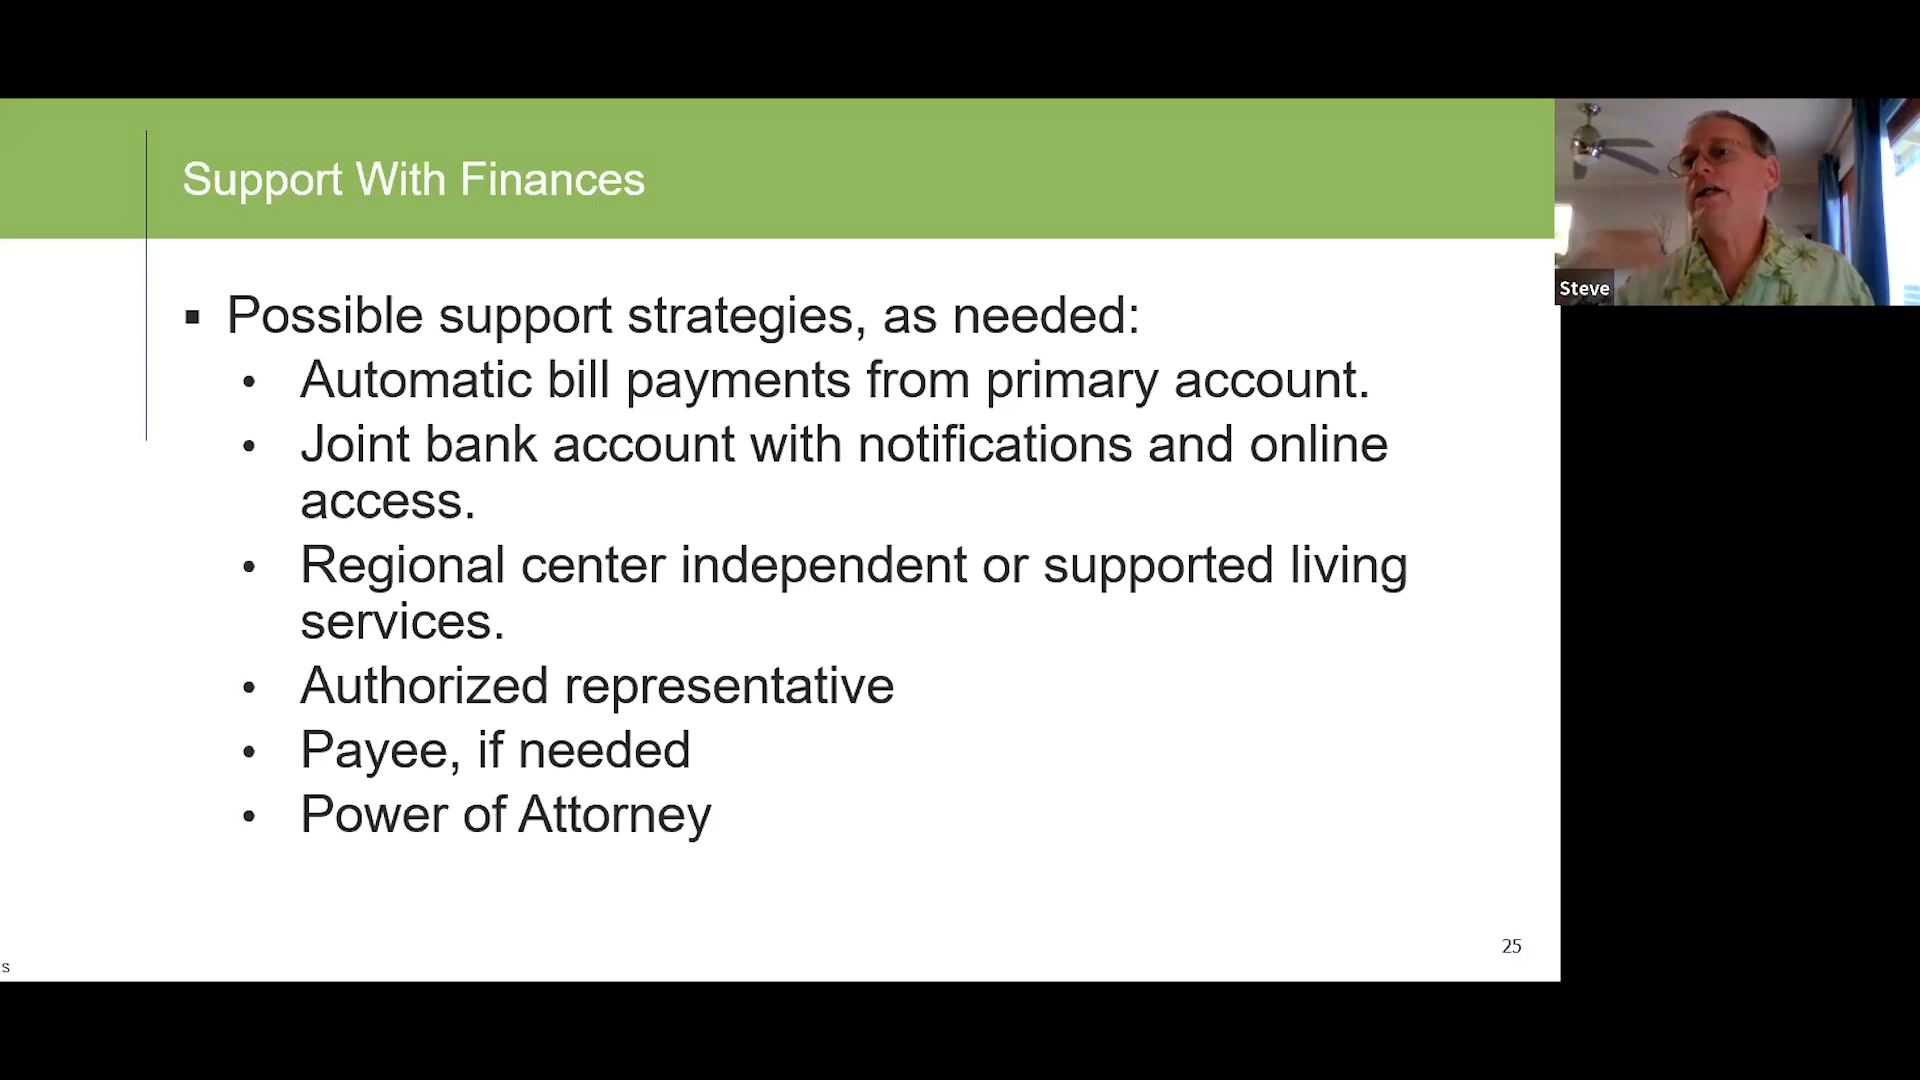 Support With Finances
Steve
▪ Possible support strategies, as needed:
• Automatic bill payments from primary account.
• Joint bank account with notifications and online
access.
• Regional center independent or supported living
services.
• Authorized representative
• Payee, if needed
• Power of Attorney
25
s